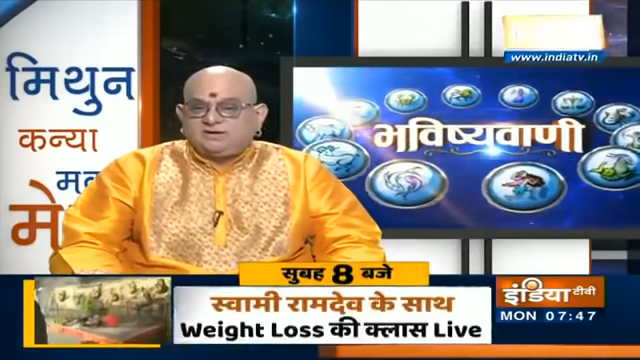 मिथुन
कन्या
भविष्यवाणी
www.indiatv.in
सुबह 8 बजे
स्वामी रामदेव के साथ
Weight Loss की क्लास Live
इंडिया टीवी
MON 07:47